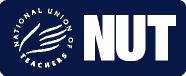 NATIONAL UNION OF TEACHERS
NUT